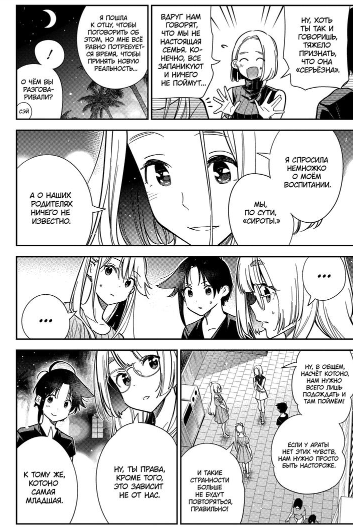 НУ, ХОТЬ
ТЫ ТАК И
ГОВОРИШЬ,
ТЯЖЕЛО
ПРИЗНАТЬ,
ЧТО ОНА
«СЕРЬЁЗНА».
ВДРУГ НАМ
ГОВОРЯТ,
ЧТО МЫ НЕ
НАСТОЯЩАЯ
СЕМЬЯ. КО-
НЕЧНО, ВСЕ
ЗАПАНИКУЮТ
И НИЧЕГО
НЕ ПОЙМУТ...
Я ПОШЛА
К ОТЦУ, ЧТОБЫ
ПОГОВОРИТЬ ОБ
ЭТОМ, НО МНЕ ВСЁ
РАВНО ПОТРЕБУЕТ-
СЯ ВРЕМЯ, ЧТОБЫ
ПРИНЯТЬ НОВУЮ
РЕАЛЬНОСТЬ...
!
О ЧЁМ ВЫ
РАЗГО-
ВАРИВАЛИ?
СЭЙ
Я СПРОСИЛА
НЕМНОЖКО
О МОЁМ
ВОСПИТАНИИ.
МЫ,
ПО СУТИ,
«СИРОТЫ.»
А О НАШИХ
РОДИТЕЛЯХ
НИЧЕГО НЕ
ИЗВЕСТНО.
...
...
НУ, В ОБЩЕМ,
НАСЧЁТ КОТОНО,
НАМ НУЖНО
ВСЕГО ЛИШЬ
ПОДОЖДАТЬ И
ТАМ ПОЙМЁМ!
ЕСЛИ У АРАТЫ
НЕТ ЭТИХ ЧУВСТВ,
НАМ НУЖНО ПРОСТО
БЫТЬ НАСТОРОЖЕ.
И ТАКИЕ
СТРАННОСТИ
БОЛЬШЕ
НЕ БУДУТ
ПОВТОРЯТЬСЯ,
ПРАВИЛЬНО!
НУ, ТЫ ПРАВА,
КРОМЕ ТОГО,
ЭТО ЗАВИСИТ
НЕ ОТ НАС.
К ТОМУ ЖЕ,
КОТОНО
САМАЯ
МЛАДШАЯ.